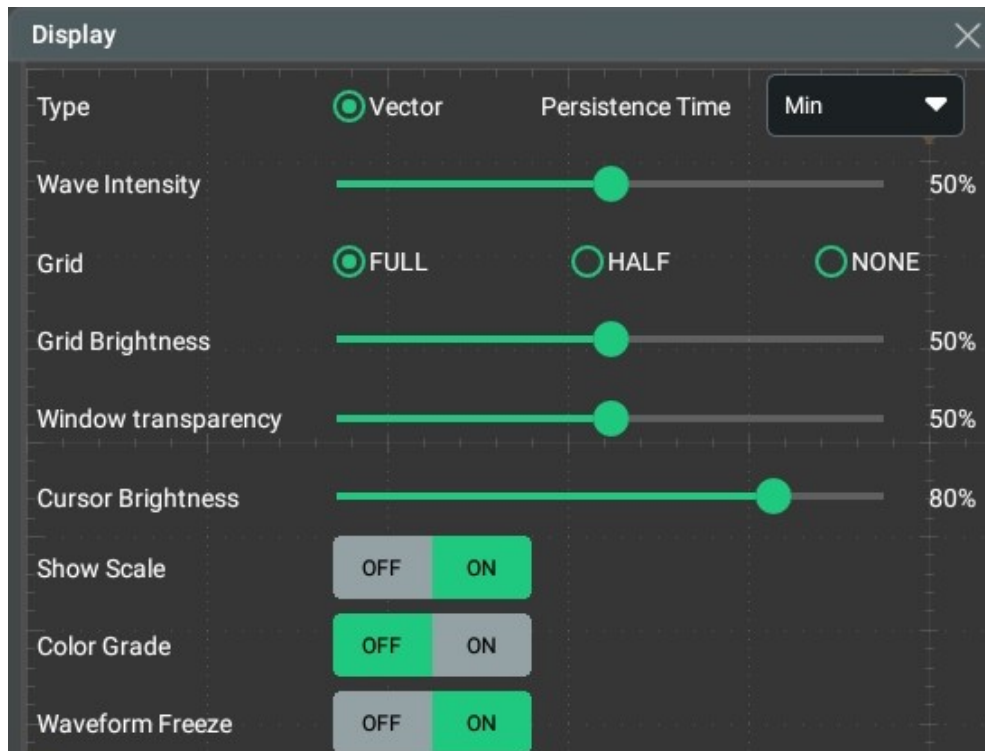 Display
Type Vector Persistence Time Min
Wave Intensity 50%
Grid FULL HALF NONE
Grid Brightness 50%
Window transparency 50%
Cursor Brightness 80%
Show Scale OFF ON
Color Grade OFF ON
Waveform Freeze OFF ON